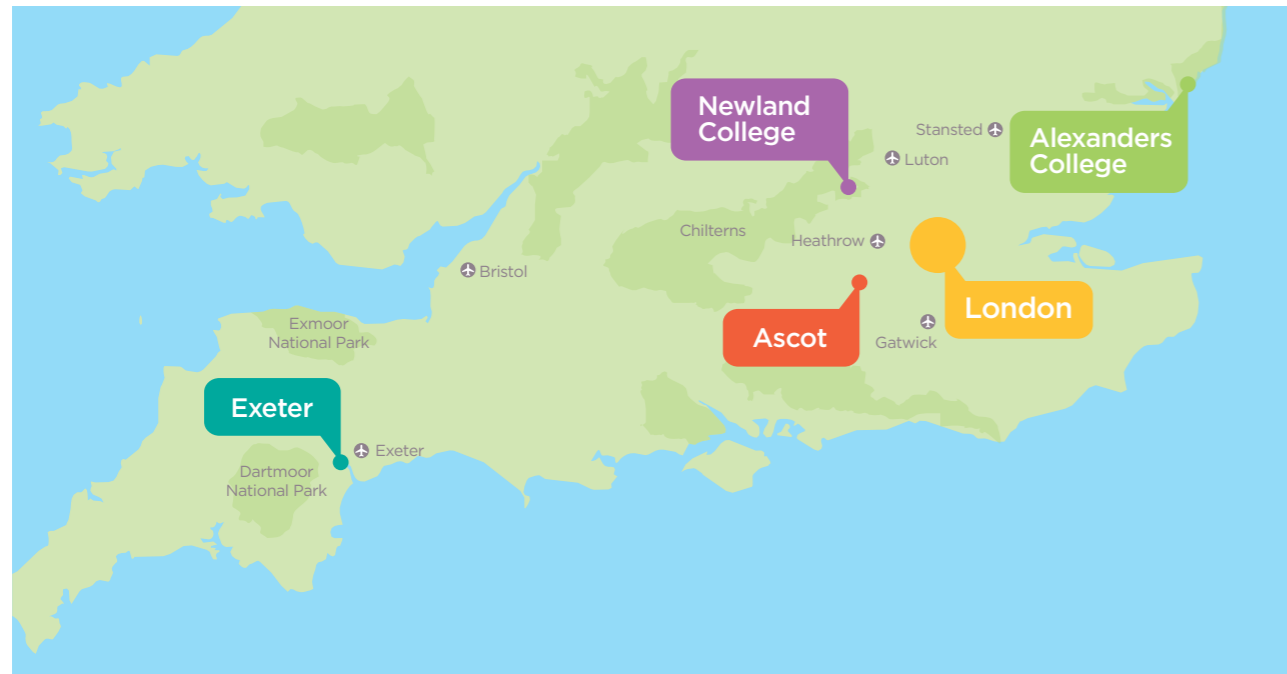 Newland
College
Stansted
Alexanders
College
Luton
Chilterns
Heathrow
Bristol
London
Ascot
Gatwick
Exmoor
National Park
Exeter
Exeter
Dartmoor
National Park